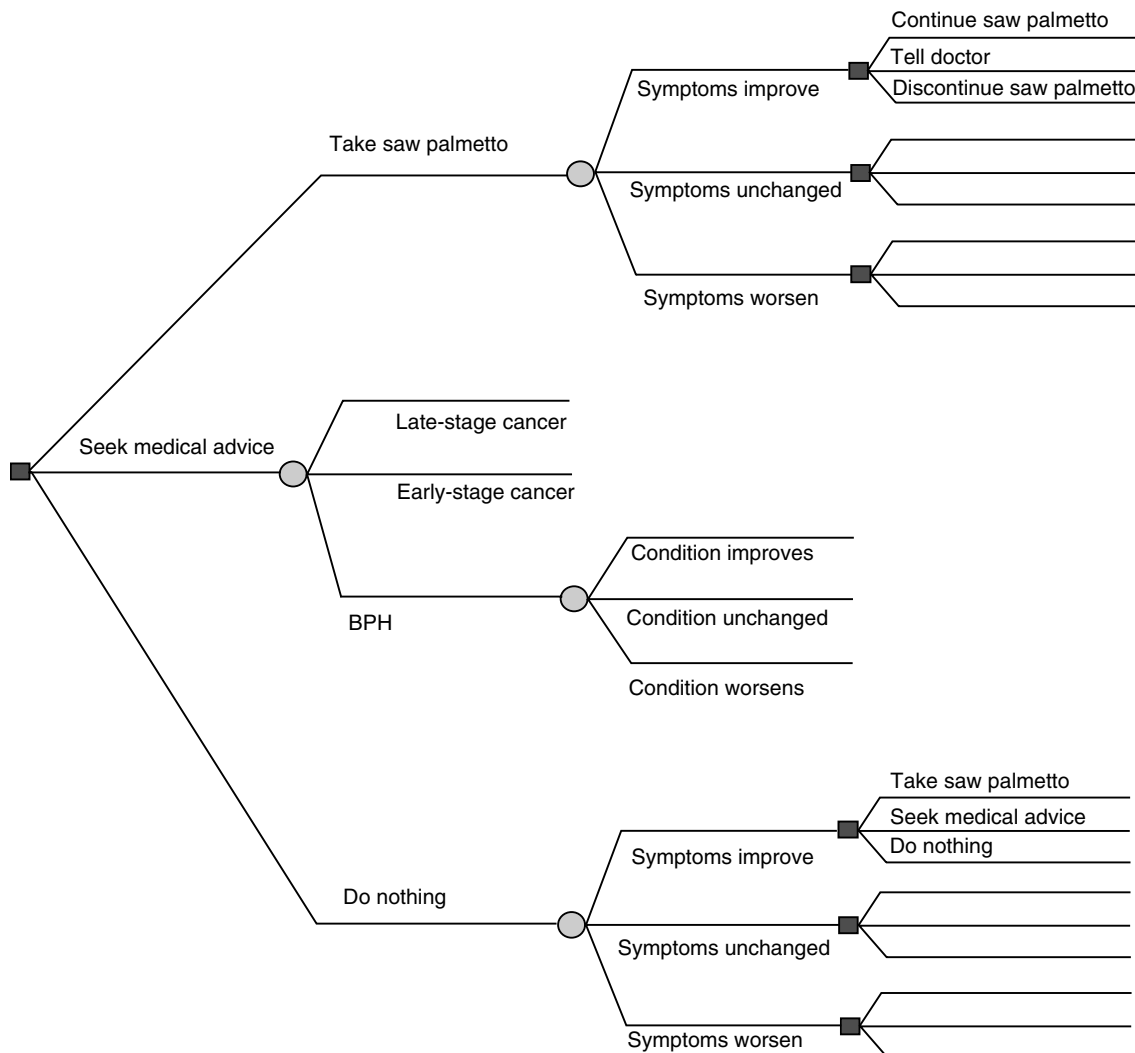 Continue saw palmetto
Tell doctor
Discontinue saw palmetto
Symptoms improve
Take saw palmetto
Symptoms unchanged
Symptoms worsen
Late-stage cancer
Seek medical advice
Early-stage cancer
Condition improves
BPH
Condition unchanged
Condition worsens
Take saw palmetto
Seek medical advice
Do nothing
Symptoms improve
Do nothing
Symptoms unchanged
Symptoms worsen